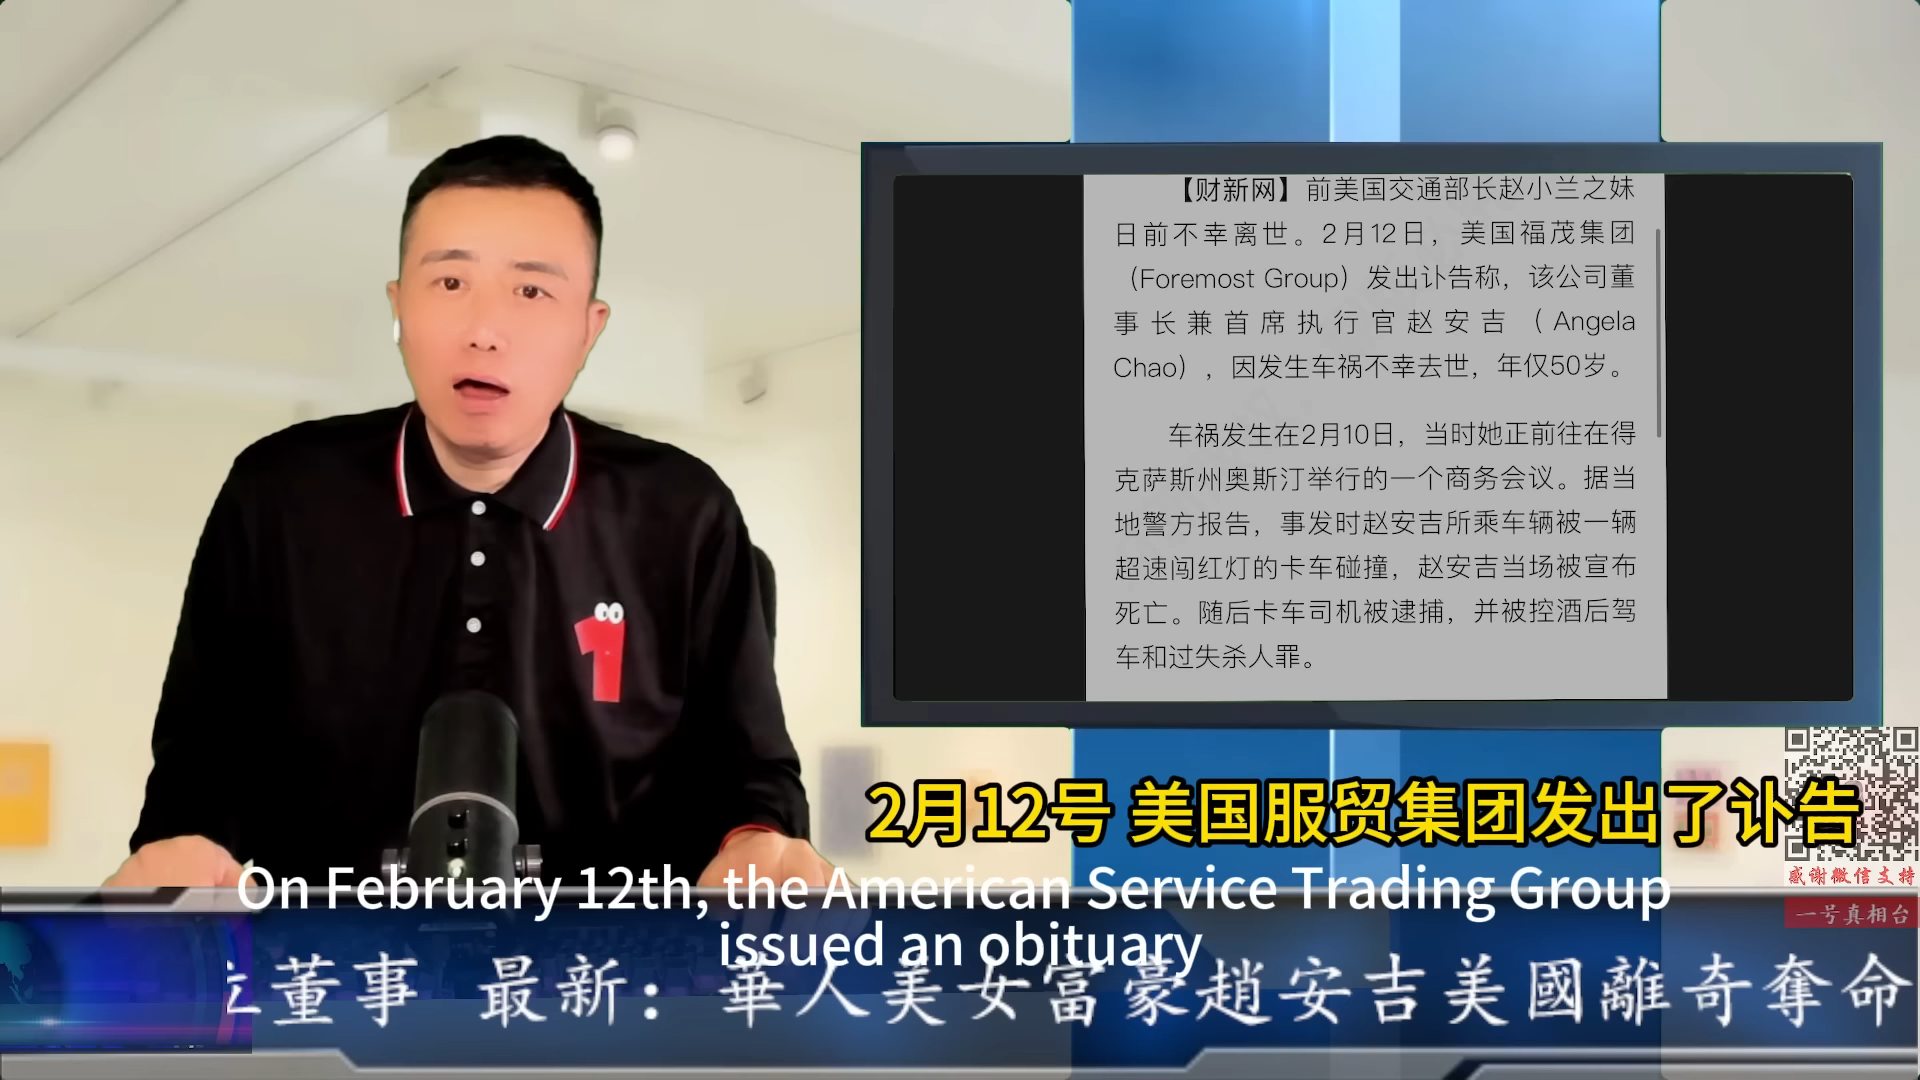 【财新网】前美国交通部长赵小兰之妹
日前不幸离世。2月12日，美国福茂集团
（Foremost Group）发出讣告称，该公司董
事长兼首席执行官赵安吉（Angela
Chao），因发生车祸不幸去世，年仅50岁。
车祸发生在2月10日，当时她正前往在得
克萨斯州奥斯汀举行的一个商务会议。据当
地警方报告，事发时赵安吉所乘车辆被一辆
超速闯红灯的卡车碰撞，赵安吉当场被宣布
死亡。随后卡车司机被逮捕，并被控酒后驾
车和过失杀人罪。
1
2月12号 美国服贸集团发出了讣告
感谢微信支持
一号真相台
On February 12th, the American Service Trading Group
issued an obituary
董事 最新：華人美女富豪趙安吉美國離奇奪命